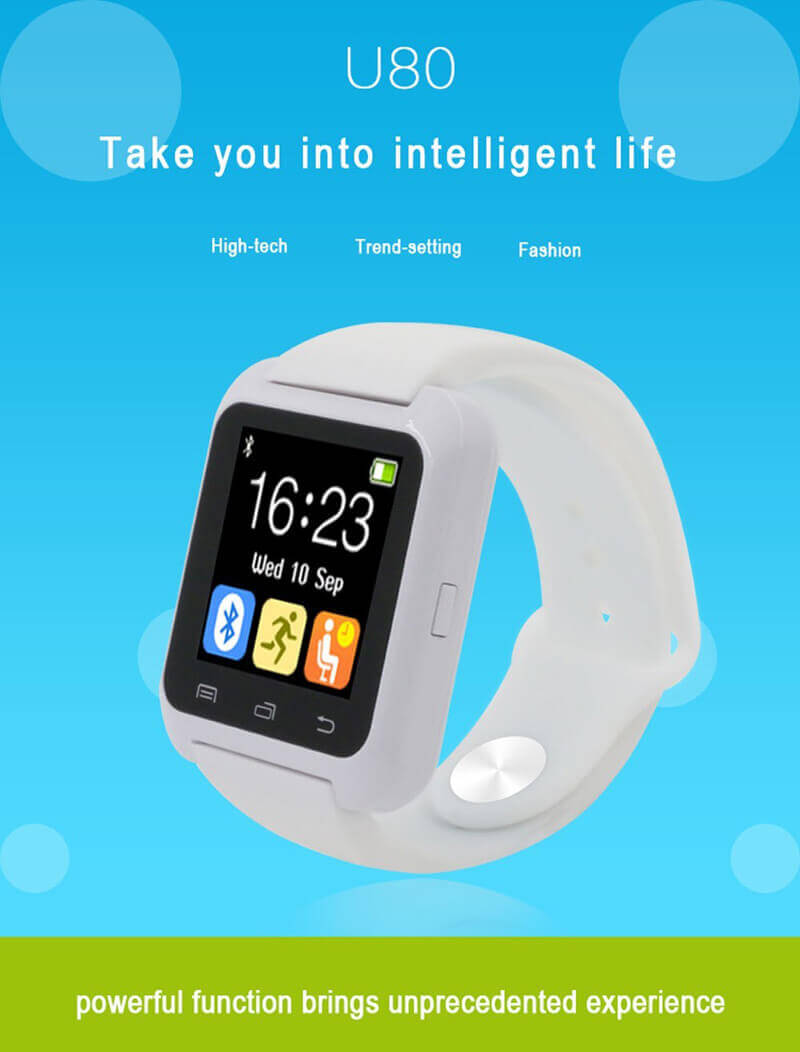 U80
Take you into intelligent life
High-tech Trend-setting Fashion
16:23
Wed 10 Sep
powerful function brings unprecedented experience